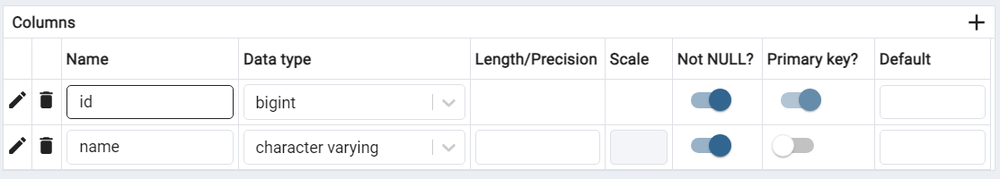 Columns
Name Data type Length/Precision Scale Not NULL? Primary key? Default
id bigint
name character varying